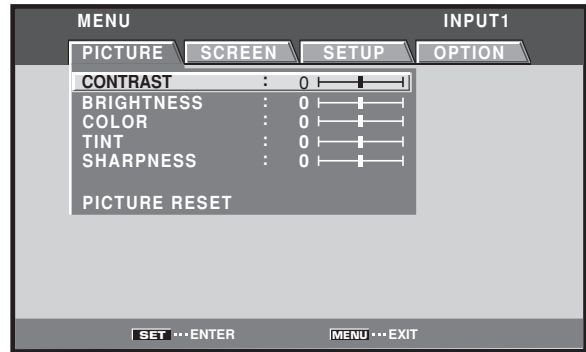 MENU INPUT1
PICTURE SCREEN SETUP OPTION
CONTRAST : 0
BRIGHTNESS : 0
COLOR : 0
TINT : 0
SHARPNESS : 0
PICTURE RESET
SET ··· ENTER MENU ··· EXIT